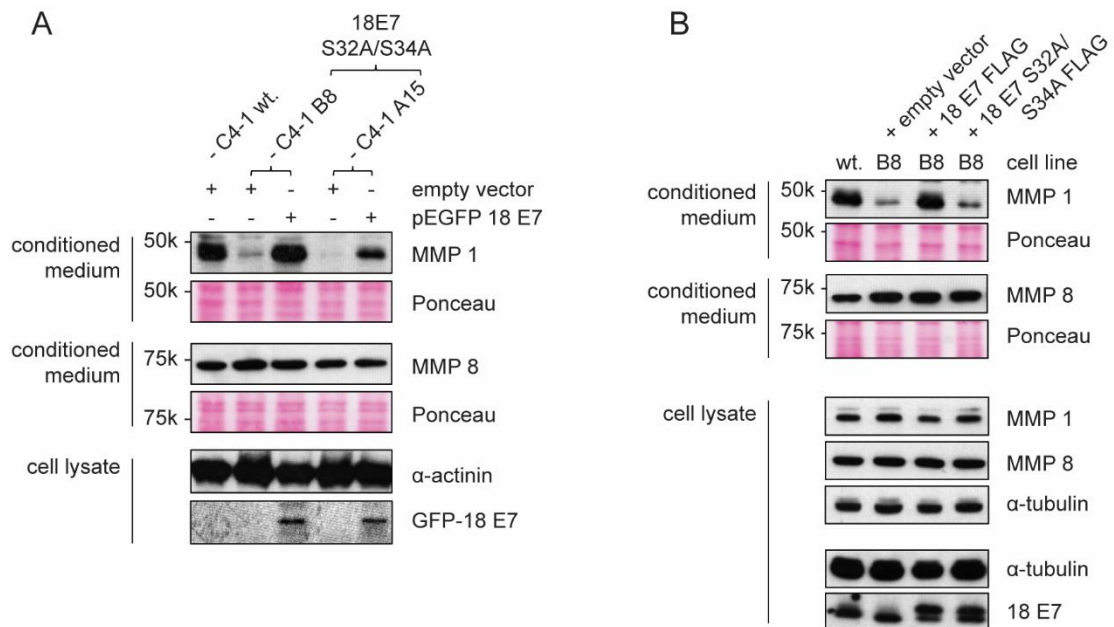 A
18E7
S32A/S34A
- C4-1 wt.
- C4-1 B8
- C4-1 A15
+ + - + - empty vector
- - + - + pEGFP 18 E7
conditioned medium
50k
MMP 1
50k
Ponceau
conditioned medium
75k
MMP 8
75k
Ponceau
cell lysate
α-actinin
GFP-18 E7
B
+ empty vector
+ 18 E7 FLAG
+ 18 E7 S32A/
S34A FLAG
wt. B8 B8 B8 cell line
conditioned medium
50k
MMP 1
50k
Ponceau
conditioned medium
75k
MMP 8
75k
Ponceau
cell lysate
MMP 1
MMP 8
α-tubulin
α-tubulin
18 E7